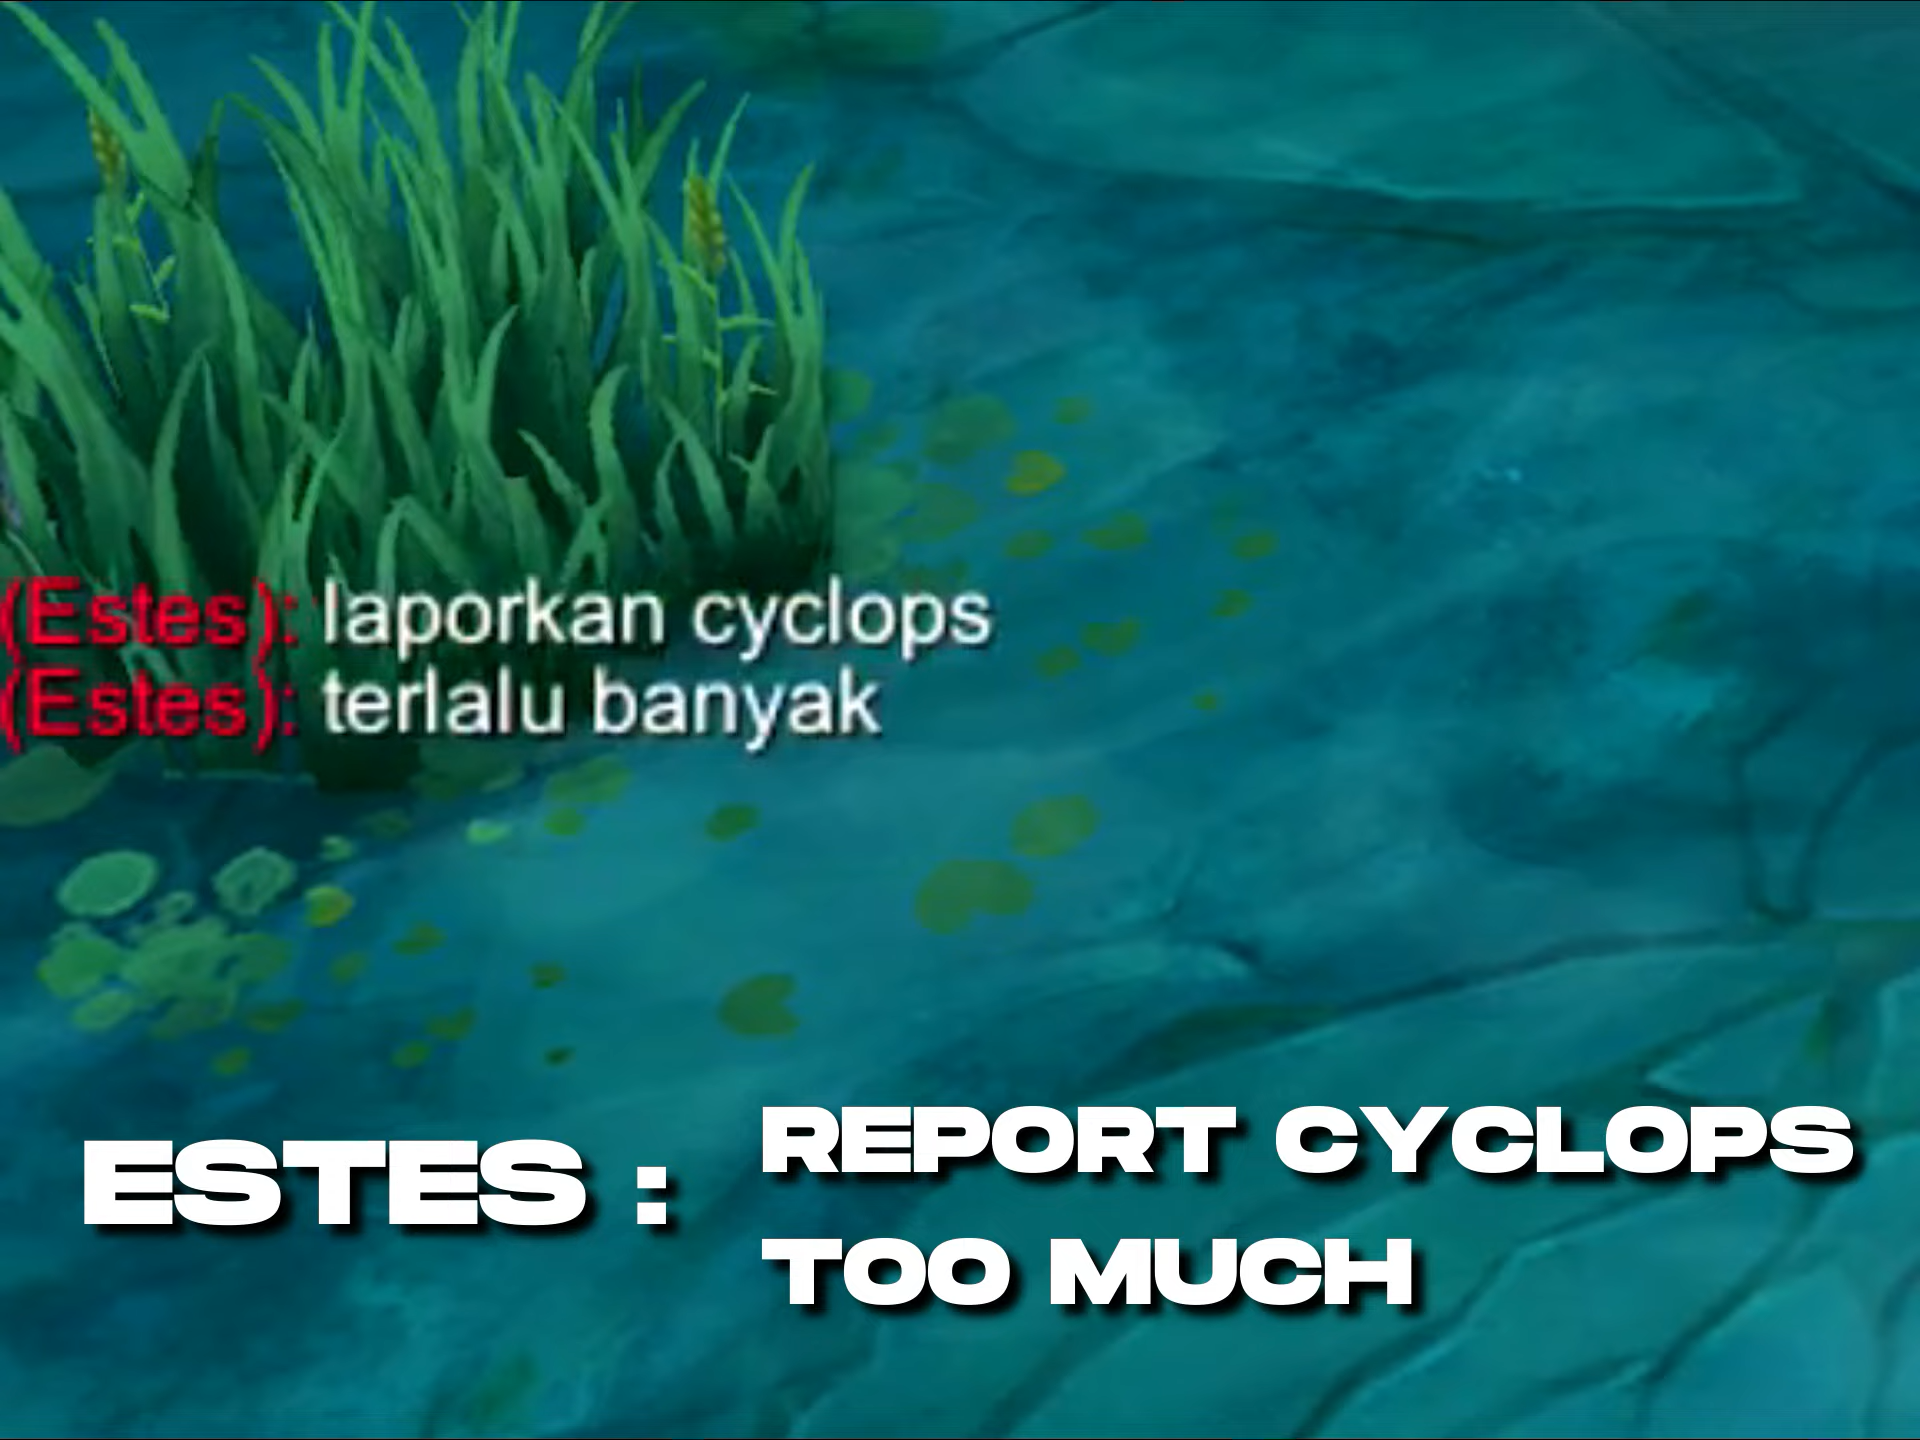 (Estes): laporkan cyclops
(Estes): terlalu banyak
ESTES : REPORT CYCLOPS
TOO MUCH